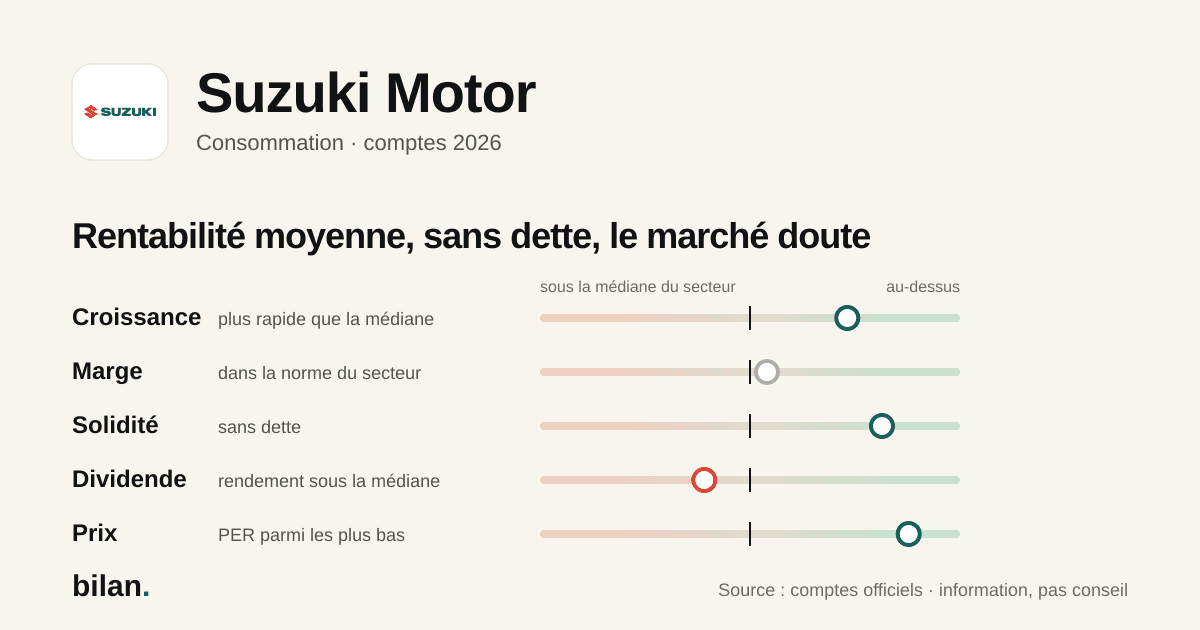 SUZUKI
Suzuki Motor
Consommation · comptes 2026
Rentabilité moyenne, sans dette, le marché doute
sous la médiane du secteur au-dessus
Croissance plus rapide que la médiane
Marge dans la norme du secteur
Solidité sans dette
Dividende rendement sous la médiane
Prix PER parmi les plus bas
bilan.
Source : comptes officiels · information, pas conseil